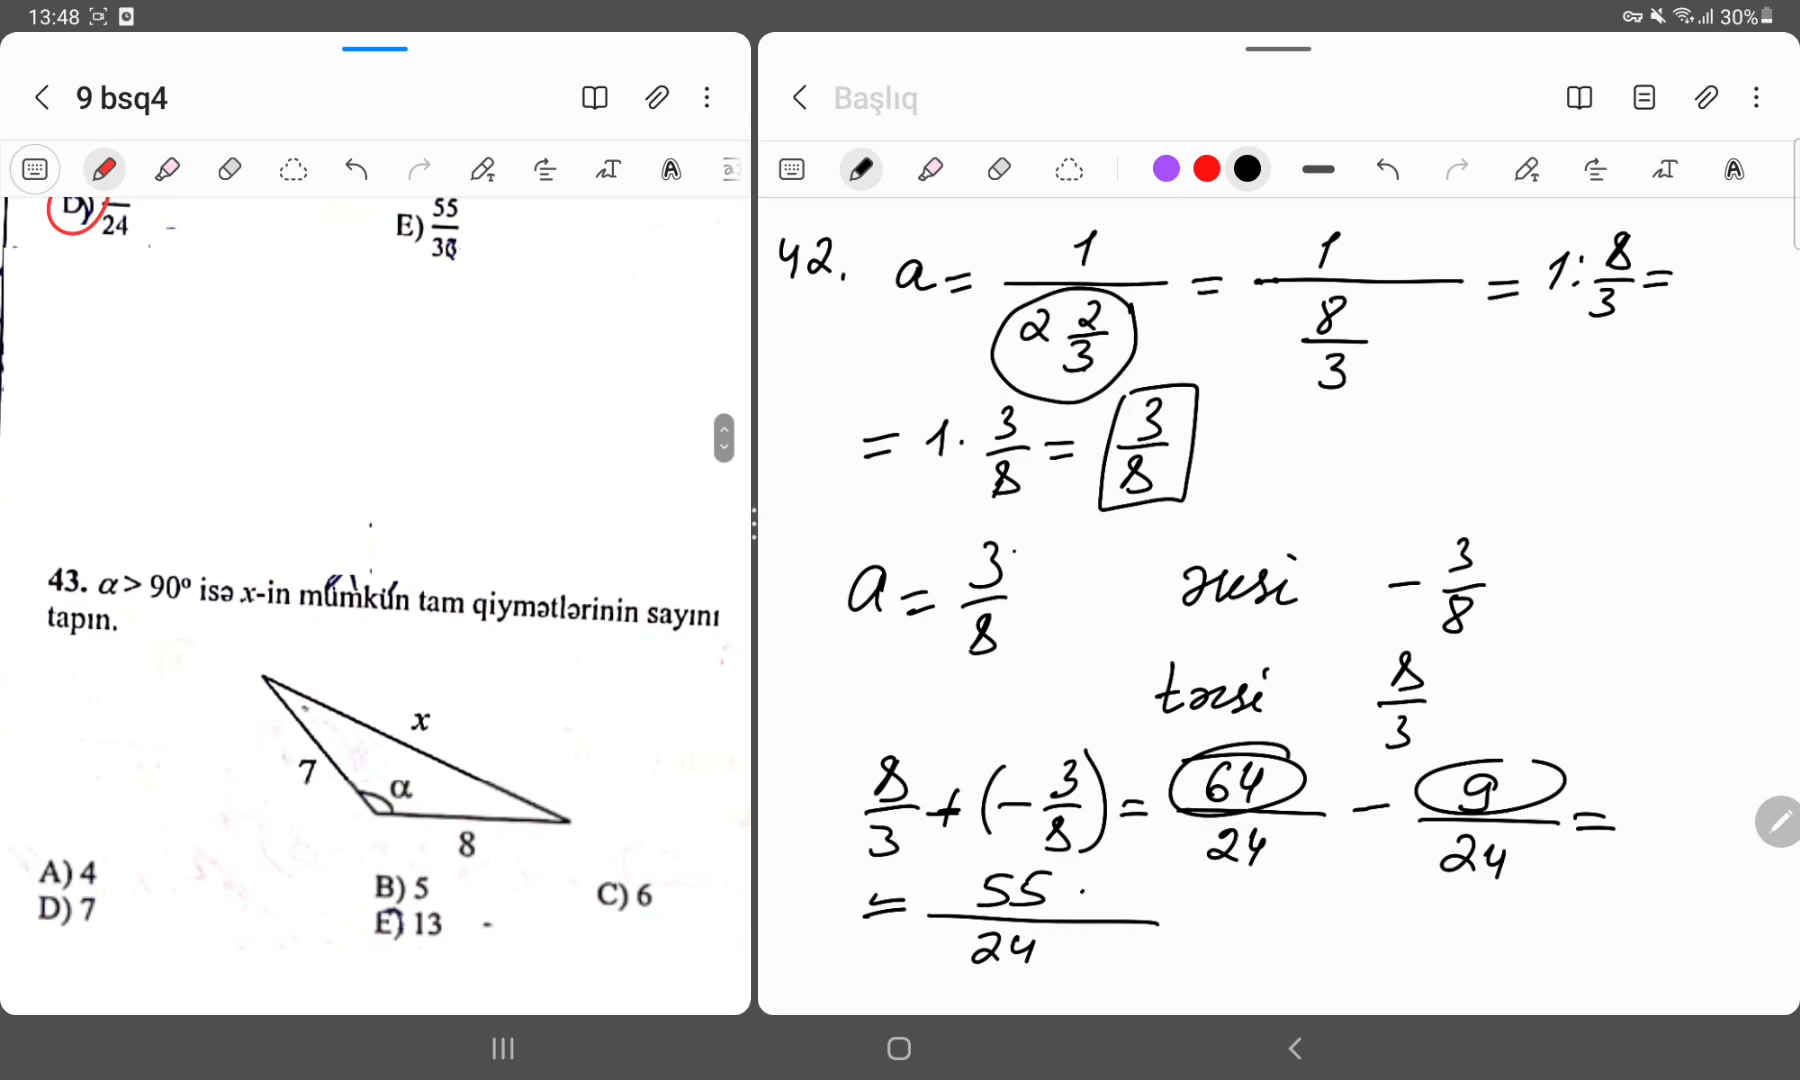 13:48
30%
9 bsq4
Başlıq
D) 24
E) 55/36
43. α > 90° isə x-in mümkün tam qiymətlərinin sayını
tapın.
x
7
α
8
A) 4
B) 5
C) 6
D) 7
E) 13
42. a = 1/(2 2/3) = 1/(8/3) = 1 : 8/3 =
= 1 · 3/8 = 3/8
a = 3/8
əksi - 3/8
tərsi 8/3
8/3 + (- 3/8) = 64/24 - 9/24 =
= 55/24